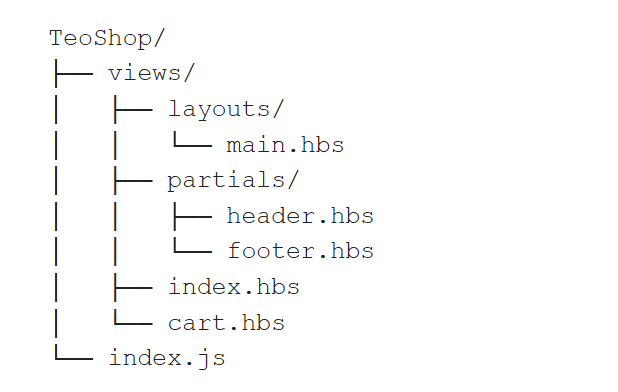 TeoShop/
├── views/
│   ├── layouts/
│   │   └── main.hbs
│   ├── partials/
│   │   ├── header.hbs
│   │   └── footer.hbs
│   ├── index.hbs
│   └── cart.hbs
└── index.js